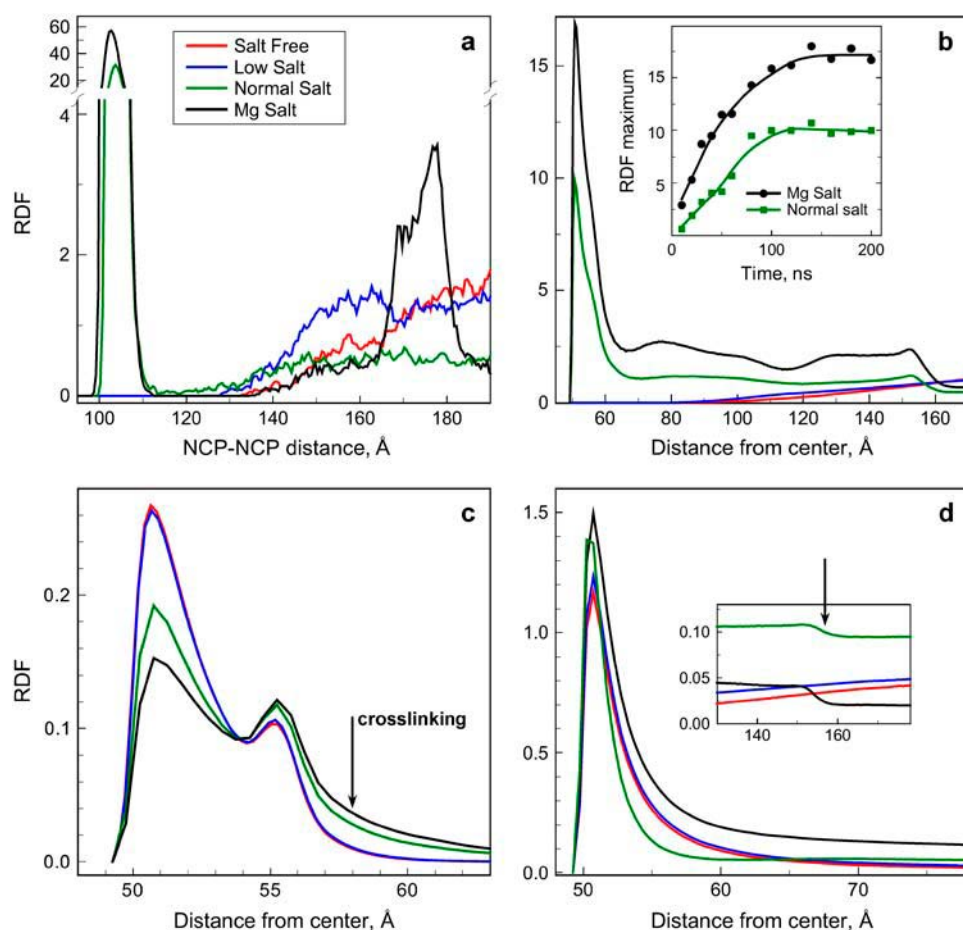 a
60
50
40
30
20
4
2
0
RDF
Salt Free
Low Salt
Normal Salt
Mg Salt
100 120 140 160 180
NCP-NCP distance, Å
b
15
10
5
0
60 80 100 120 140 160
Distance from center, Å
RDF maximum
15
10
5
0 100 200
Time, ns
Mg Salt
Normal salt
c
RDF
0.2
0.1
0.0
crosslinking
50 55 60
Distance from center, Å
d
1.5
1.0
0.5
0.0
50 60 70
Distance from center, Å
0.10
0.05
0.00
140 160